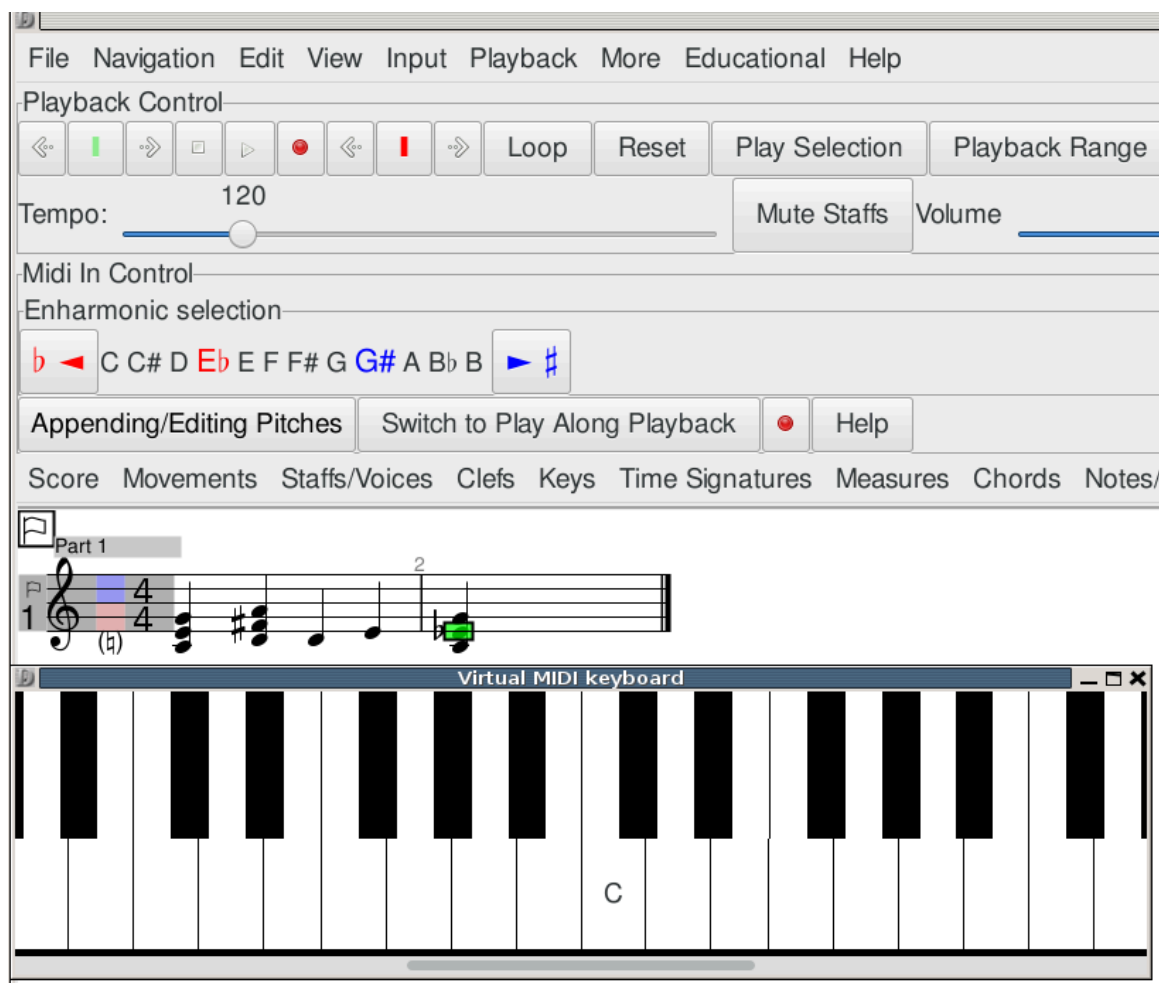 File Navigation Edit View Input Playback More Educational Help
Playback Control
Loop Reset Play Selection Playback Range
120
Tempo: Mute Staffs Volume
Midi In Control
Enharmonic selection
♭ ◄ C C# D E♭ E F F# G G# A B♭ B ► ♯
Appending/Editing Pitches Switch to Play Along Playback Help
Score Movements Staffs/Voices Clefs Keys Time Signatures Measures Chords Notes/
Part 1
2
1 4 4
(♮)
Virtual MIDI keyboard
C